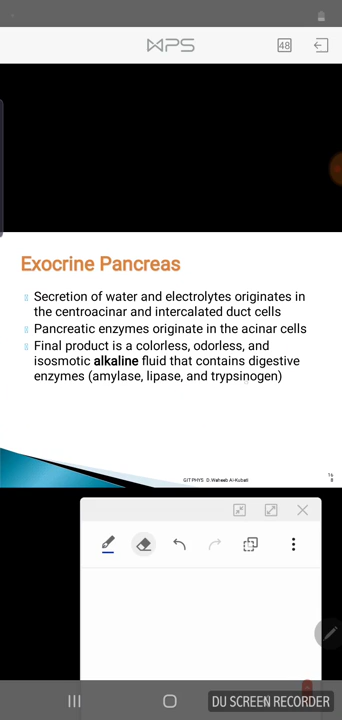 WPS
48
Exocrine Pancreas
Secretion of water and electrolytes originates in
the centroacinar and intercalated duct cells
Pancreatic enzymes originate in the acinar cells
Final product is a colorless, odorless, and
isosmotic alkaline fluid that contains digestive
enzymes (amylase, lipase, and trypsinogen)
GIT PHYS D.Waheeb Al-Kubati
16
8
DU SCREEN RECORDER